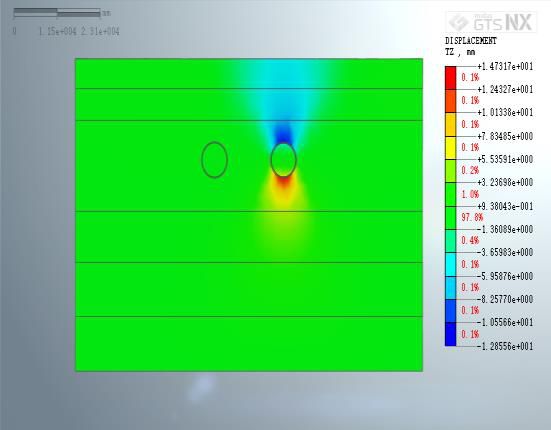 mm
0 1.15e+004 2.31e+004
midas
GTS NX
DISPLACEMENT
TZ , mm
+1.47317e+001
0.1%
+1.24327e+001
0.1%
+1.01338e+001
0.1%
+7.83485e+000
0.1%
+5.53591e+000
0.2%
+3.23698e+000
1.0%
+9.38043e-001
97.8%
-1.36089e+000
0.4%
-3.65983e+000
0.1%
-5.95876e+000
0.1%
-8.25770e+000
0.1%
-1.05566e+001
0.1%
-1.28556e+001